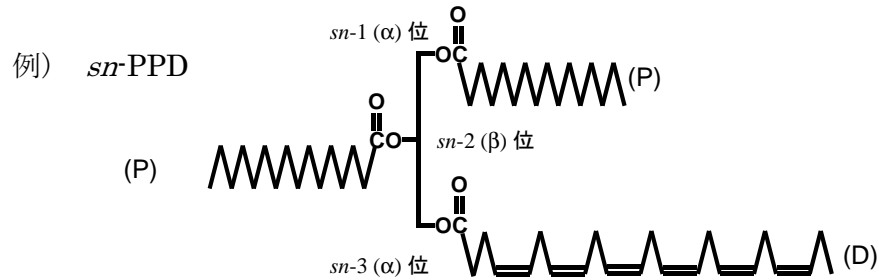 sn-1 (α) 位
O
OC
例) sn-PPD
(P)
O
CO
sn-2 (β) 位
(P)
O
OC
sn-3 (α) 位
(D)